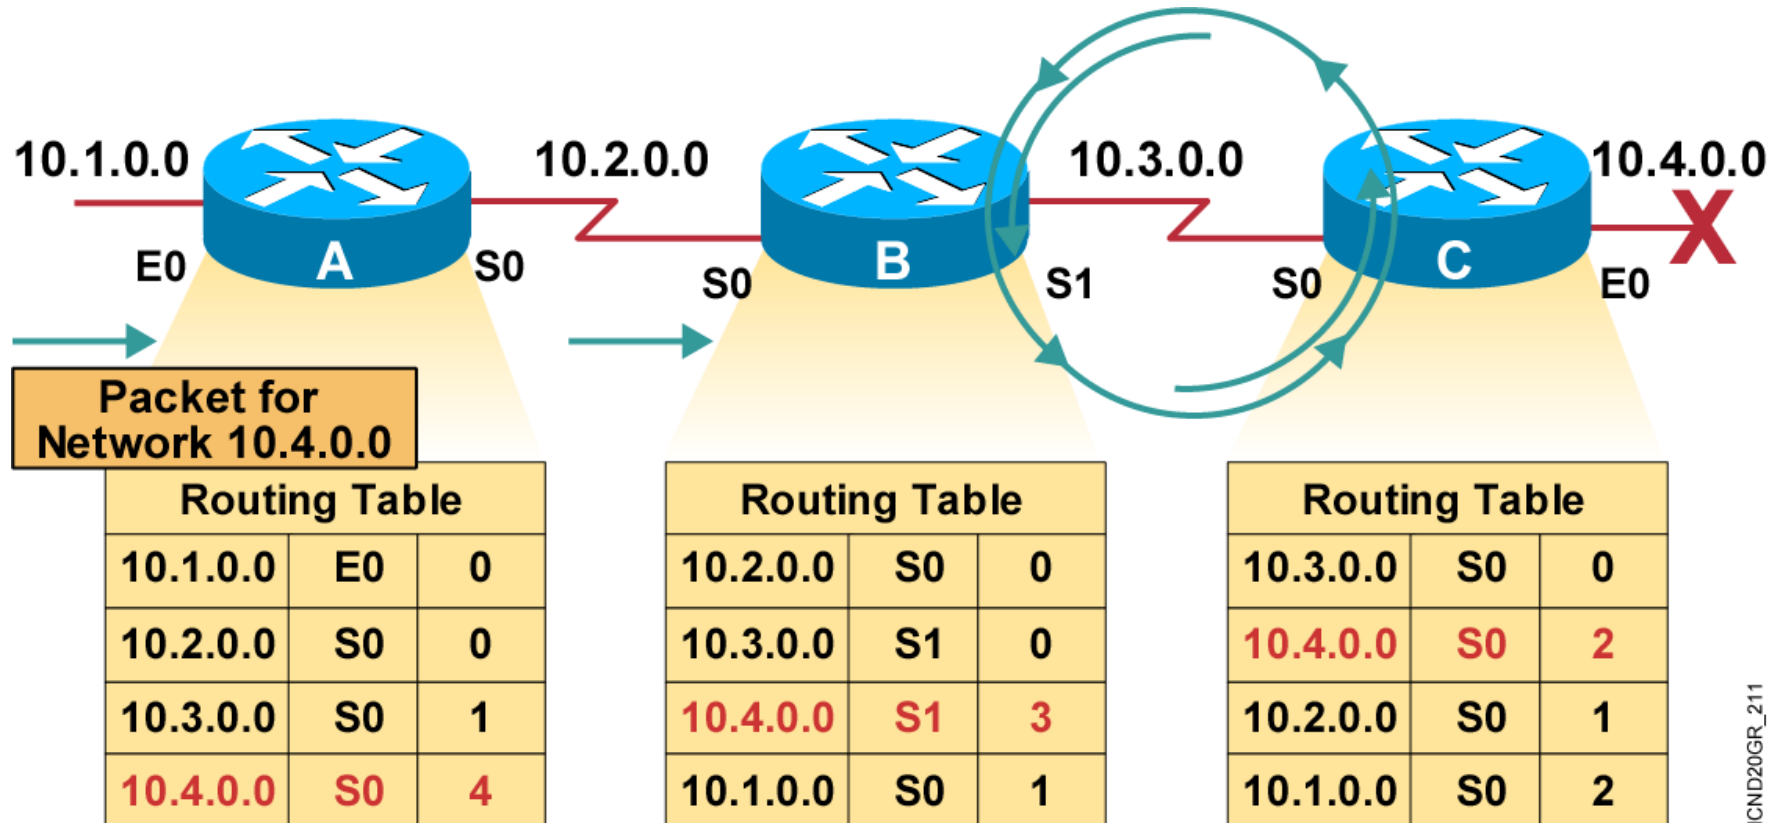 10.1.0.0 10.2.0.0 10.3.0.0 10.4.0.0
X
A B C
E0 S0 S0 S1 S0 E0
Packet for
Network 10.4.0.0
Routing Table
10.1.0.0 E0 0
10.2.0.0 S0 0
10.3.0.0 S0 1
10.4.0.0 S0 4
Routing Table
10.2.0.0 S0 0
10.3.0.0 S1 0
10.4.0.0 S1 3
10.1.0.0 S0 1
Routing Table
10.3.0.0 S0 0
10.4.0.0 S0 2
10.2.0.0 S0 1
10.1.0.0 S0 2
ICND20GR_211